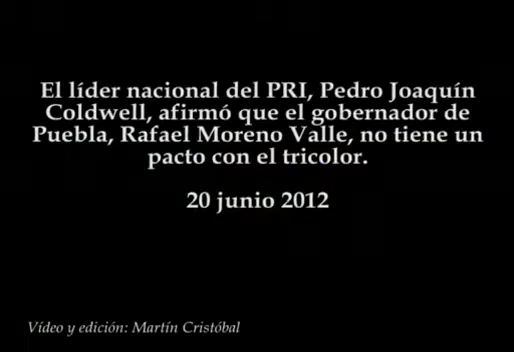 El líder nacional del PRI, Pedro Joaquín
Coldwell, afirmó que el gobernador de
Puebla, Rafael Moreno Valle, no tiene un
pacto con el tricolor.
20 junio 2012
Vídeo y edición: Martín Cristóbal